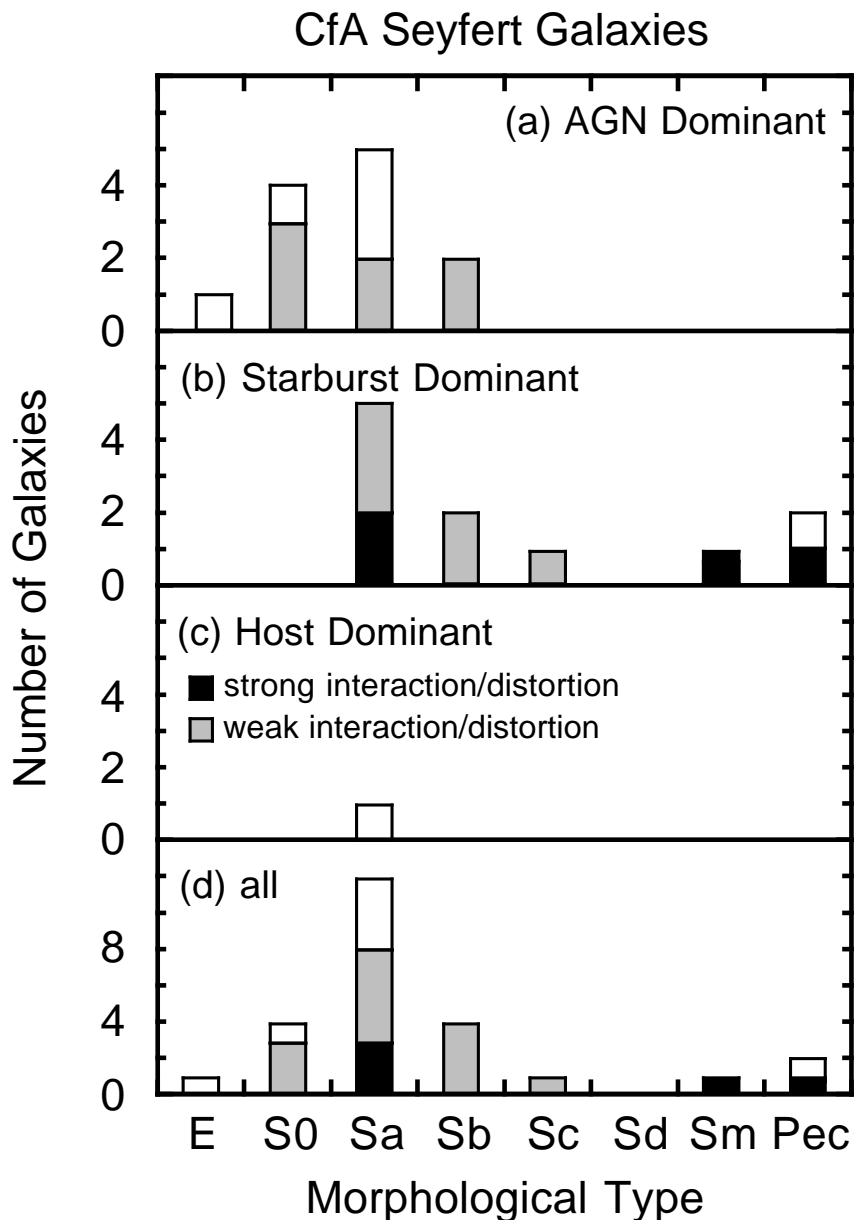 CfA Seyfert Galaxies
(a) AGN Dominant
4
2
0
(b) Starburst Dominant
4
2
0
(c) Host Dominant
strong interaction/distortion
weak interaction/distortion
4
2
0
(d) all
8
4
0
Number of Galaxies
E S0 Sa Sb Sc Sd Sm Pec
Morphological Type